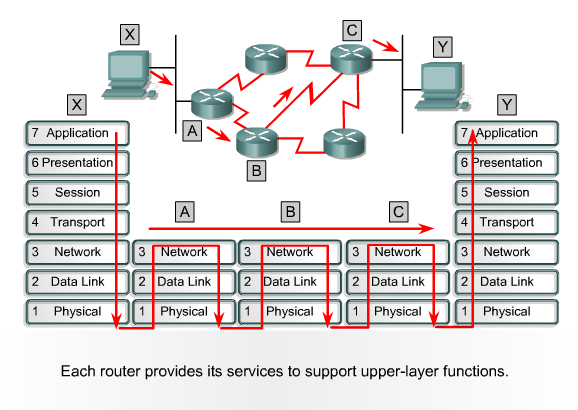 X
C
Y
A
B
X
Y
7 Application
7 Application
6 Presentation
6 Presentation
5 Session
5 Session
A
B
C
4 Transport
4 Transport
3 Network
3 Network
3 Network
3 Network
3 Network
2 Data Link
2 Data Link
2 Data Link
2 Data Link
2 Data Link
1 Physical
1 Physical
1 Physical
1 Physical
1 Physical
Each router provides its services to support upper-layer functions.